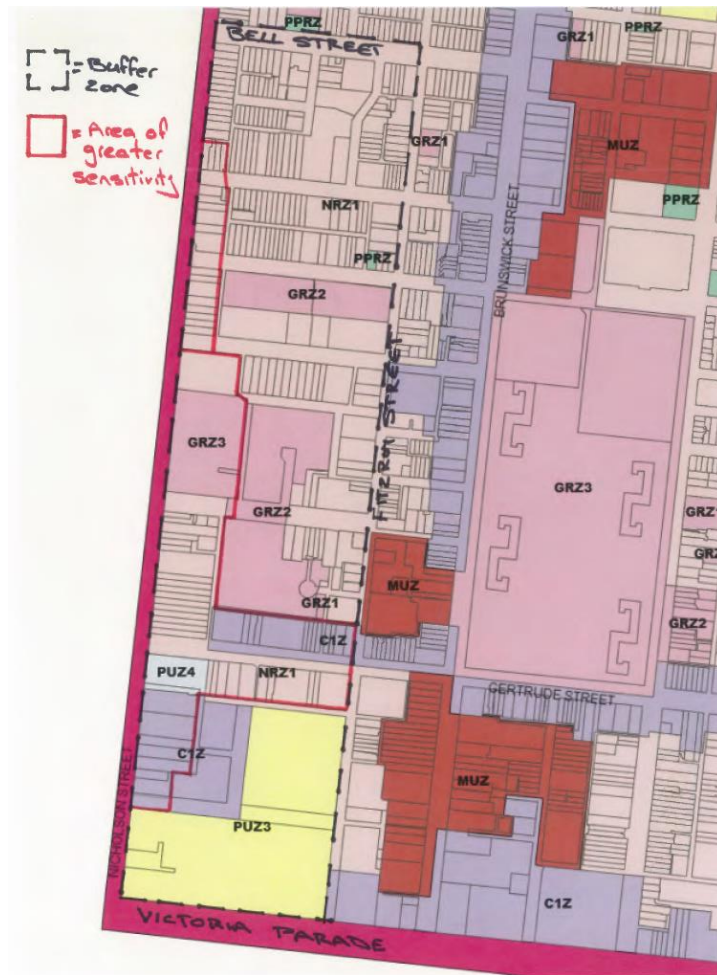 PPRZ
BELL STREET
GRZ1
PPRZ
= Buffer
zone
= Area of
greater
sensitivity
GRZ1
MUZ
NRZ1
PPRZ
PPRZ
BRUNSWICK STREET
GRZ2
FITZROY STREET
GRZ3
GRZ3
GRZ2
GRZ1
MUZ
C1Z
GRZ2
PUZ4
NRZ1
GERTRUDE STREET
C1Z
MUZ
NICHOLSON STREET
PUZ3
C1Z
VICTORIA PARADE